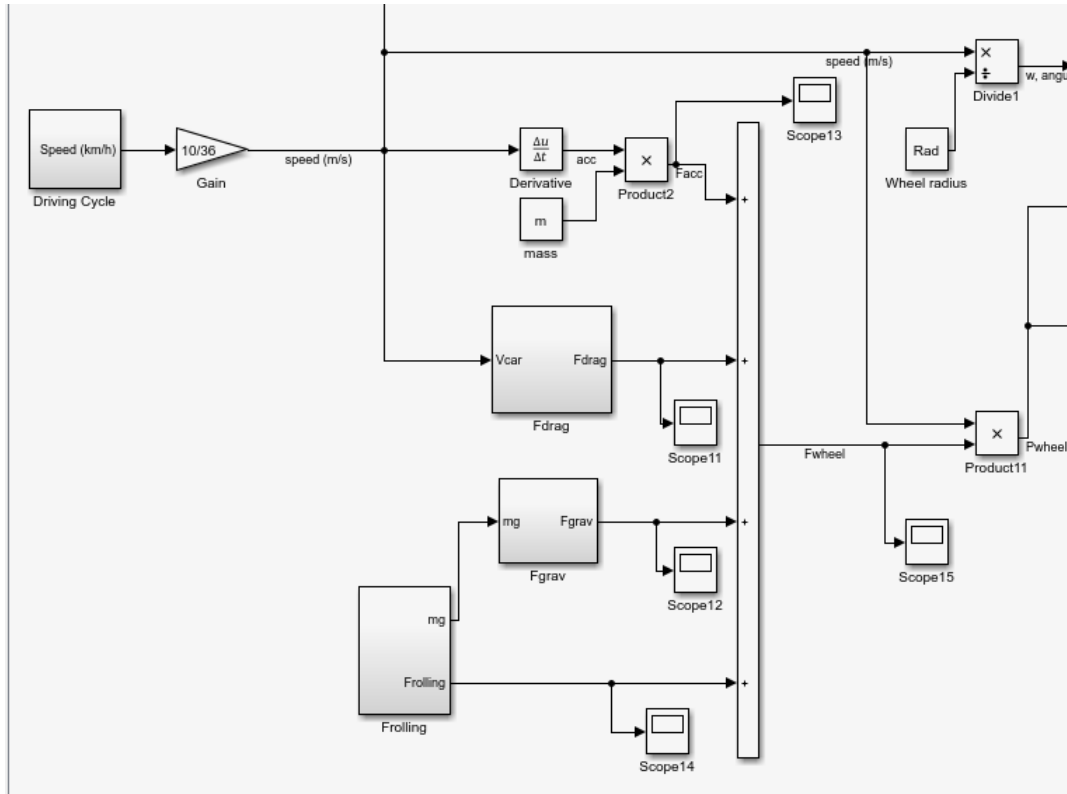 speed (m/s)
×
÷
w, angu
Divide1
Scope13
Speed (km/h)
Driving Cycle
10/36
Gain
speed (m/s)
Δu
Δt
Derivative
acc
×
Product2
Facc
+
Rad
Wheel radius
m
mass
Vcar
Fdrag
Fdrag
+
Scope11
Fwheel
×
Product11
Pwheel
mg
Fgrav
Fgrav
+
Scope12
Scope15
mg
Frolling
Frolling
+
Scope14